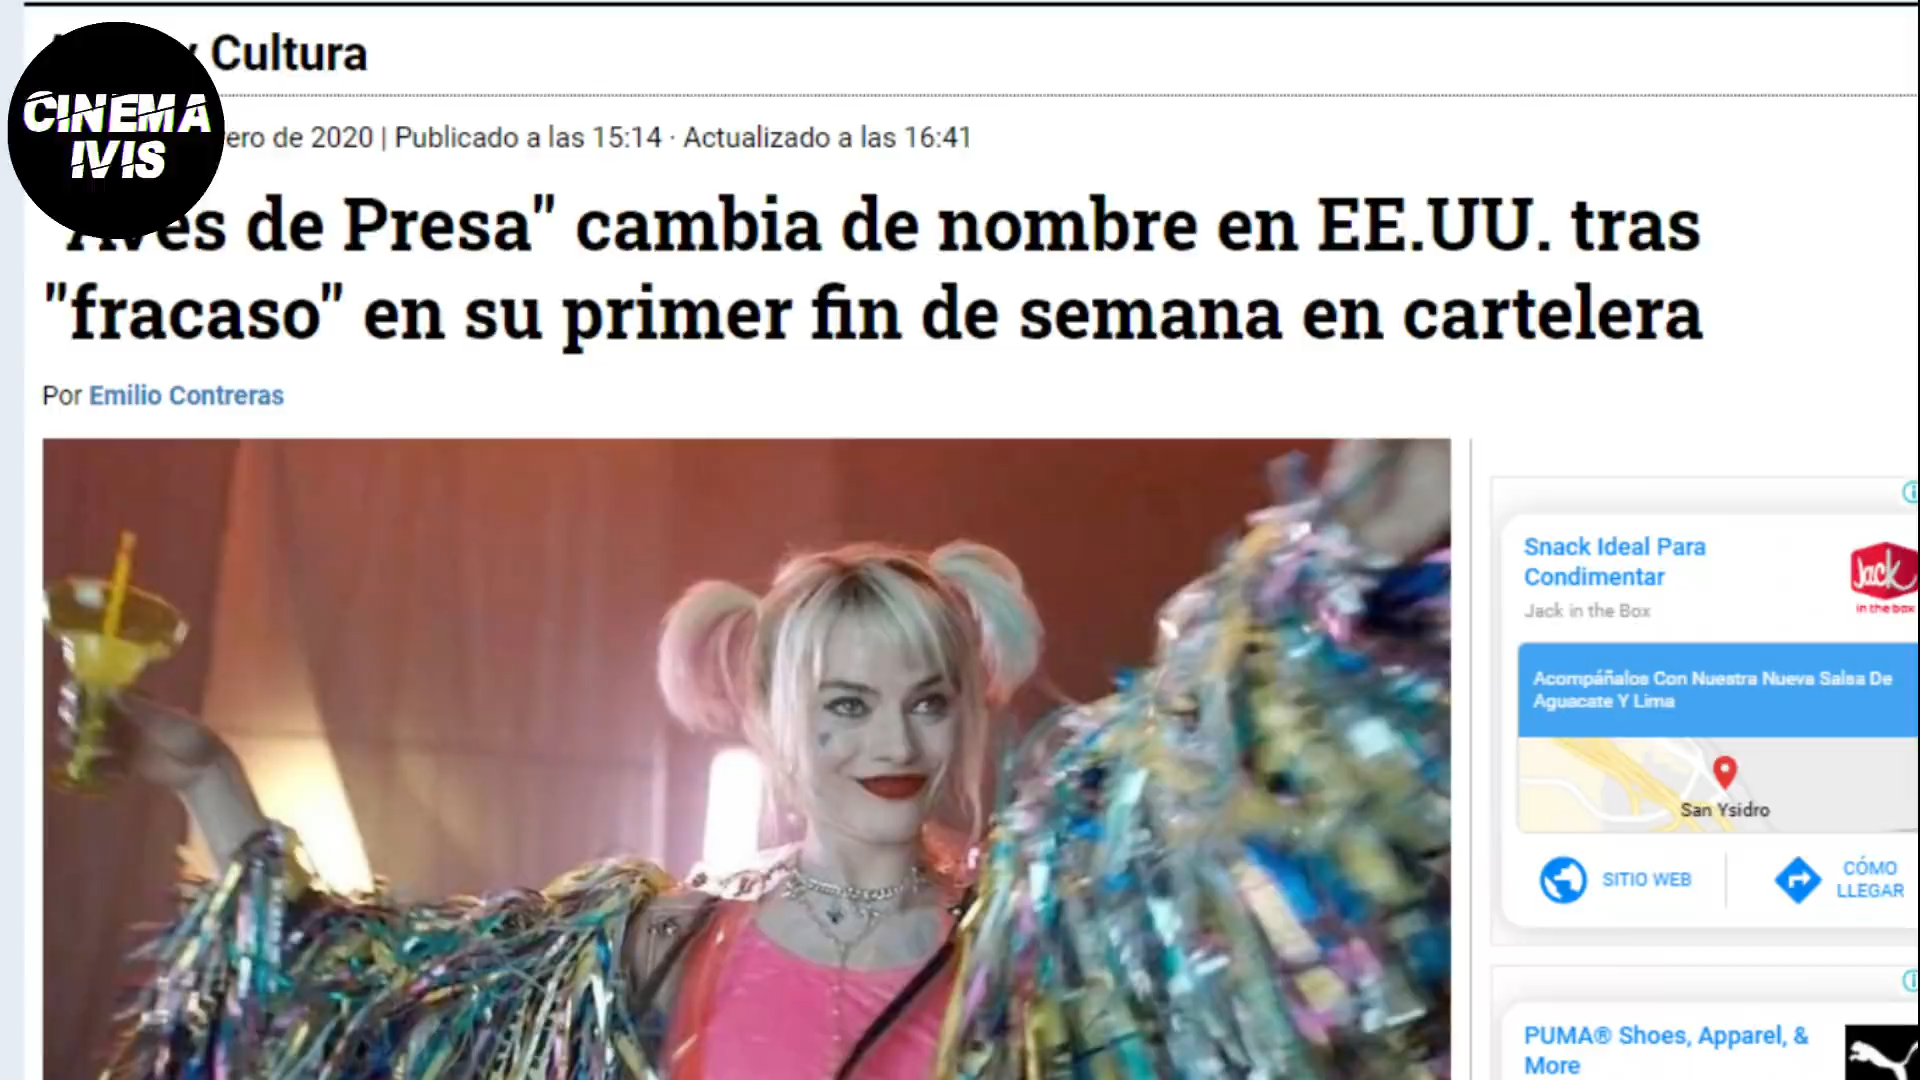 y Cultura
CINEMA
IVIS
ero de 2020 | Publicado a las 15:14 · Actualizado a las 16:41
"Aves de Presa" cambia de nombre en EE.UU. tras
"fracaso" en su primer fin de semana en cartelera
Por Emilio Contreras
Snack Ideal Para
Condimentar
Jack in the Box
Jack
in the box
Acompáñalos Con Nuestra Nueva Salsa De
Aguacate Y Lima
San Ysidro
SITIO WEB
CÓMO
LLEGAR
PUMA® Shoes, Apparel, &
More